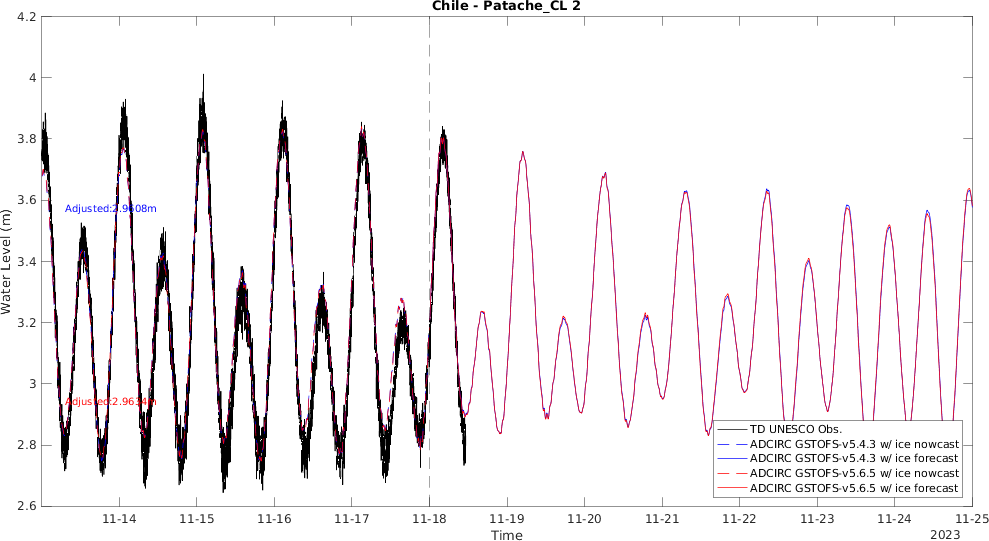 Chile - Patache_CL 2
4.2
4
3.8
3.6
3.4
3.2
3
2.8
2.6
Water Level (m)
Adjusted:2.9608m
Adjusted:2.9634m
TD UNESCO Obs.
ADCIRC GSTOFS-v5.4.3 w/ ice nowcast
ADCIRC GSTOFS-v5.4.3 w/ ice forecast
ADCIRC GSTOFS-v5.6.5 w/ ice nowcast
ADCIRC GSTOFS-v5.6.5 w/ ice forecast
11-14 11-15 11-16 11-17 11-18 11-19 11-20 11-21 11-22 11-23 11-24 11-25
Time
2023